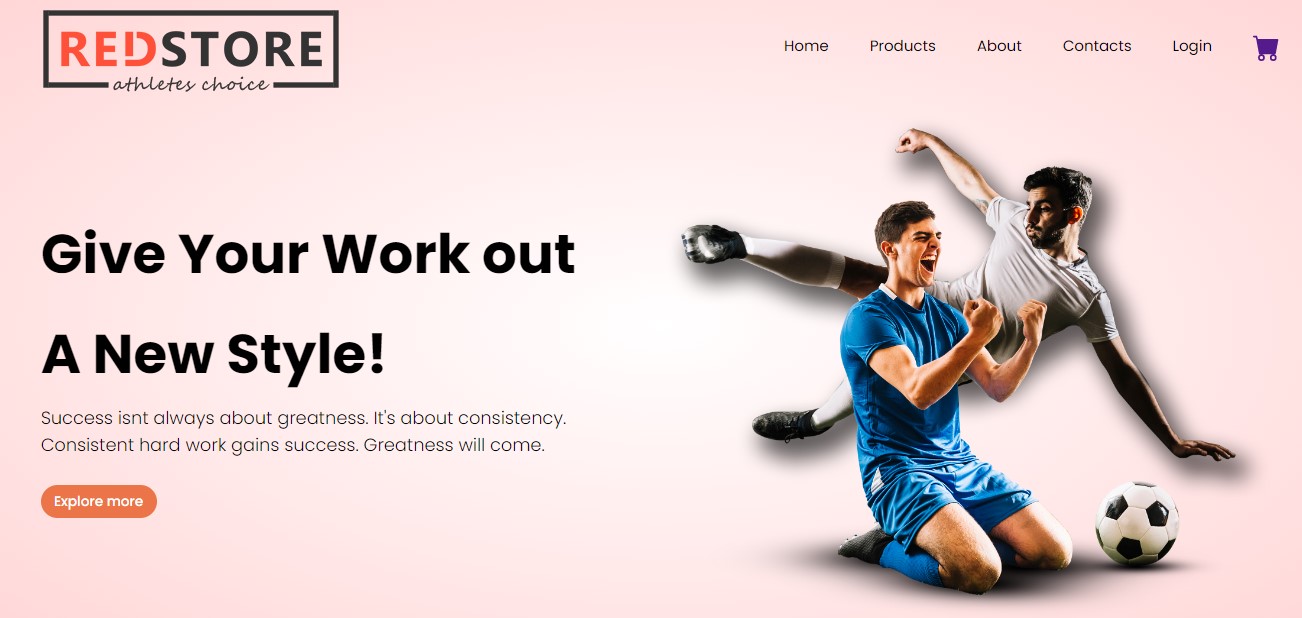 REDSTORE
athletes choice
Home Products About Contacts Login
Give Your Work out
A New Style!
Success isnt always about greatness. It's about consistency.
Consistent hard work gains success. Greatness will come.
Explore more